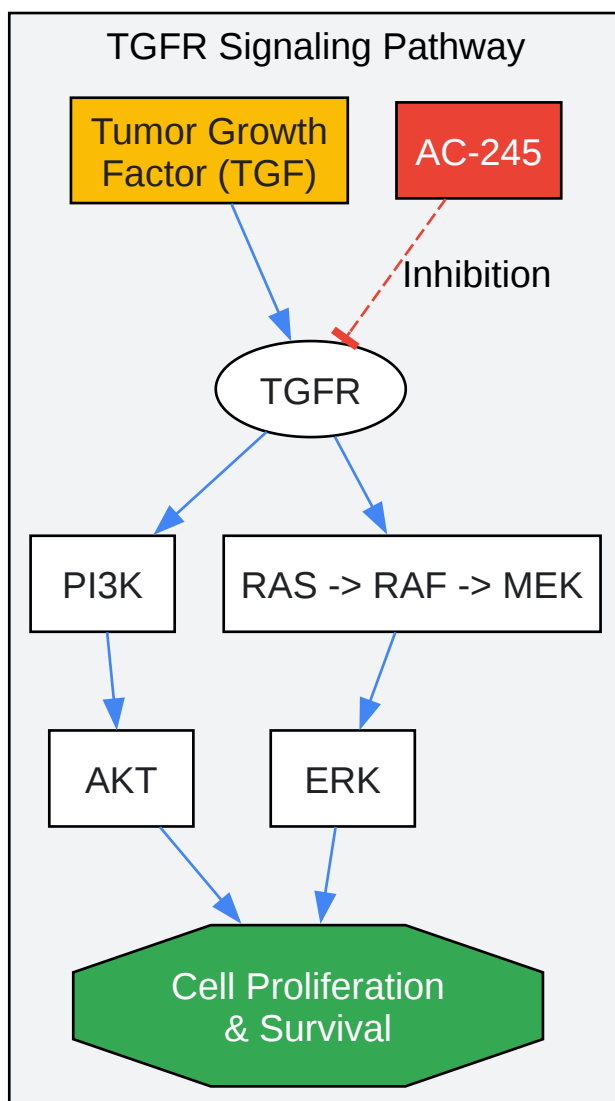 TGFR Signaling Pathway
Tumor Growth
Factor (TGF)
AC-245
Inhibition
TGFR
PI3K
RAS -> RAF -> MEK
AKT
ERK
Cell Proliferation
& Survival